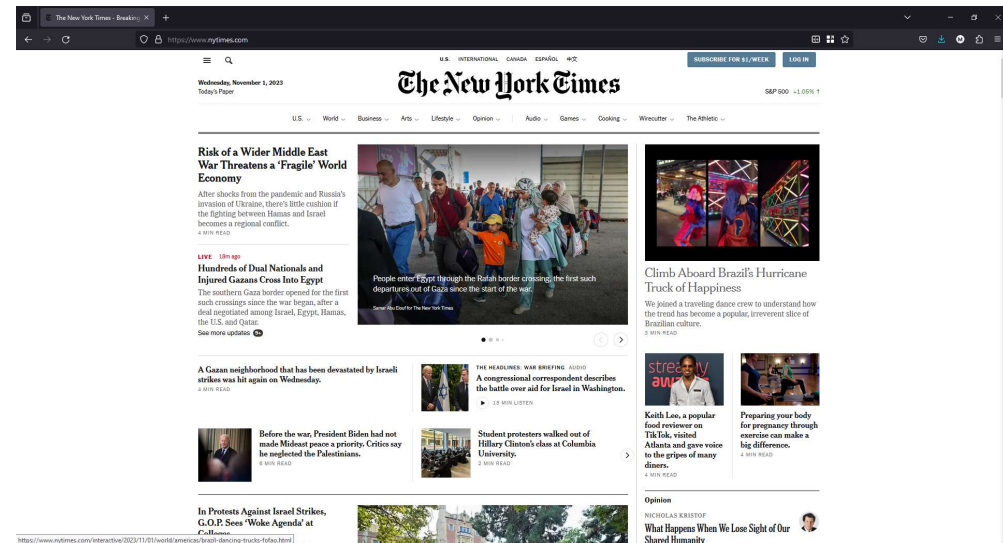 The New York Times - Breaking
https://www.nytimes.com
U.S. INTERNATIONAL CANADA ESPAÑOL 中文
SUBSCRIBE FOR $1/WEEK
LOG IN
Wednesday, November 1, 2023
Today's Paper
The New York Times
S&P 500 +1.05% ↑
U.S. World Business Arts Lifestyle Opinion Audio Games Cooking Wirecutter The Athletic
Risk of a Wider Middle East
War Threatens a 'Fragile' World
Economy
After shocks from the pandemic and Russia's
invasion of Ukraine, there's little cushion if
the fighting between Hamas and Israel
becomes a regional conflict.
4 MIN READ
LIVE 18m ago
Hundreds of Dual Nationals and
Injured Gazans Cross Into Egypt
The southern Gaza border opened for the first
such crossings since the war began, after a
deal negotiated among Israel, Egypt, Hamas,
the U.S. and Qatar.
See more updates 9+
People enter Egypt through the Rafah border crossing, the first such
departures out of Gaza since the start of the war.
Samar Abu Elouf for The New York Times
Climb Aboard Brazil's Hurricane
Truck of Happiness
We joined a traveling dance crew to understand how
the trend has become a popular, irreverent slice of
Brazilian culture.
3 MIN READ
A Gazan neighborhood that has been devastated by Israeli
strikes was hit again on Wednesday.
4 MIN READ
THE HEADLINES: WAR BRIEFING AUDIO
A congressional correspondent describes
the battle over aid for Israel in Washington.
Before the war, President Biden had not
made Mideast peace a priority. Critics say
he neglected the Palestinians.
6 MIN READ
Student protesters walked out of
Hillary Clinton's class at Columbia
University.
2 MIN READ
streamy
aw
Keith Lee, a popular
food reviewer on
TikTok, visited
Atlanta and gave voice
to the gripes of many
diners.
4 MIN READ
Preparing your body
for pregnancy through
exercise can make a
big difference.
4 MIN READ
In Protests Against Israel Strikes,
G.O.P. Sees 'Woke Agenda' at
Colleges
Opinion
NICHOLAS KRISTOF
What Happens When We Lose Sight of Our
Shared Humanity
https://www.nytimes.com/interactive/2023/11/01/world/americas/brazil-dancing-trucks-fofao.html